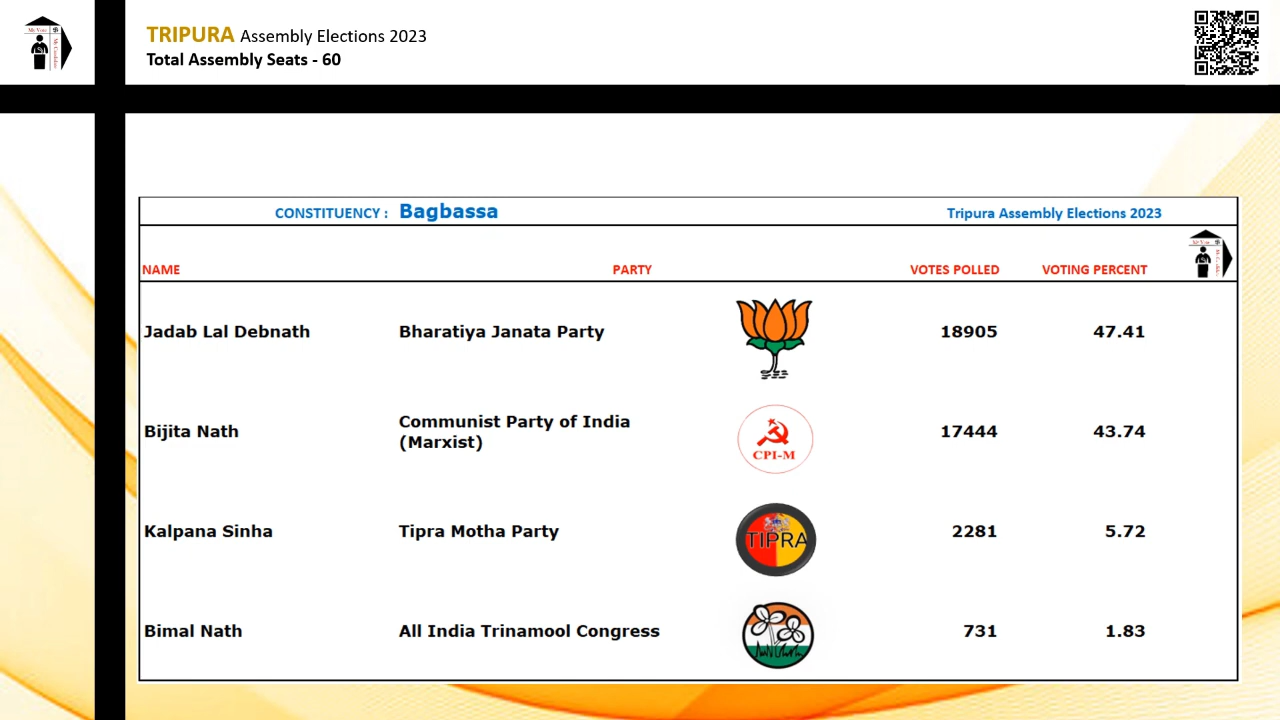 TRIPURA Assembly Elections 2023
Total Assembly Seats - 60
CONSTITUENCY : Bagbassa Tripura Assembly Elections 2023
NAME PARTY VOTES POLLED VOTING PERCENT
Jadab Lal Debnath Bharatiya Janata Party 18905 47.41
Bijita Nath Communist Party of India (Marxist) 17444 43.74
CPI-M
Kalpana Sinha Tipra Motha Party 2281 5.72
TIPRA
Bimal Nath All India Trinamool Congress 731 1.83